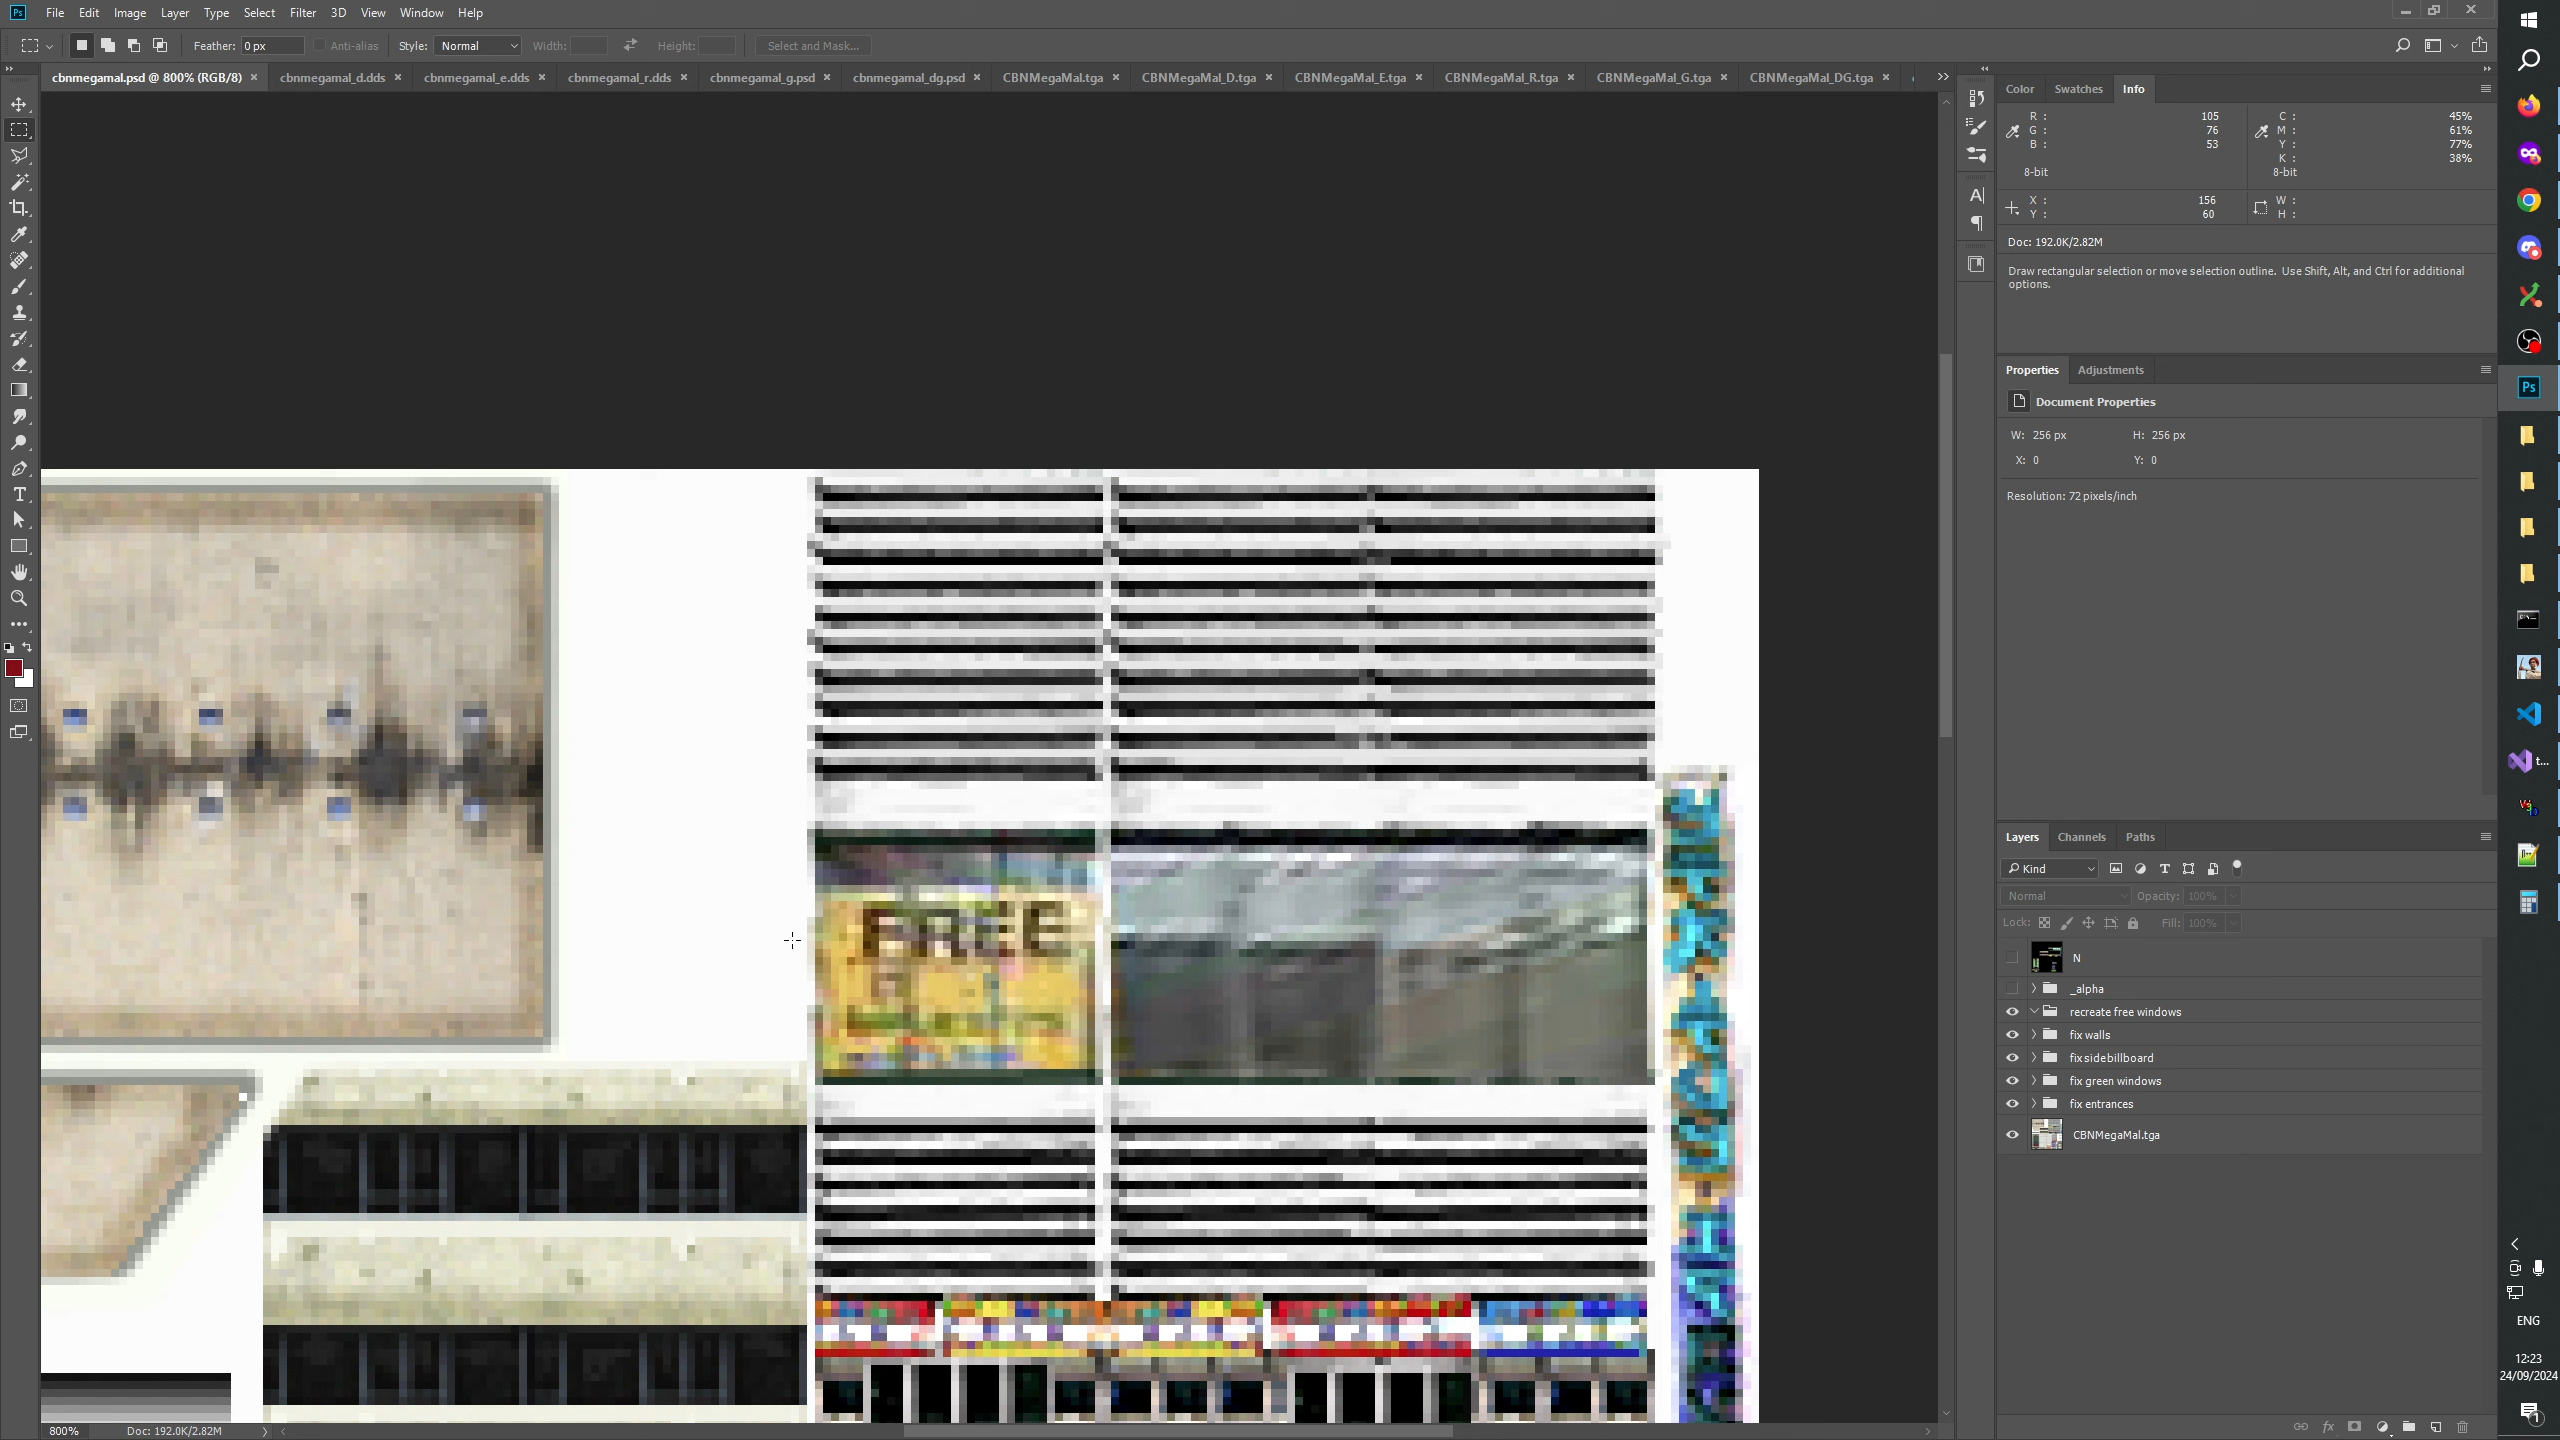 Ps File Edit Image Layer Type Select Filter 3D View Window Help
Feather: 0 px Anti-alias Style: Normal Width: Height: Select and Mask...
cbnmegamal.psd @ 800% (RGB/8) × cbnmegamal_d.dds × cbnmegamal_e.dds × cbnmegamal_r.dds × cbnmegamal_g.psd × cbnmegamal_dg.psd × CBNMegaMal.tga × CBNMegaMal_D.tga × CBNMegaMal_E.tga × CBNMegaMal_R.tga × CBNMegaMal_G.tga × CBNMegaMal_DG.tga ×
Color Swatches Info
R : 105 C : 45%
G : 76 M : 61%
B : 53 Y : 77%
K : 38%
8-bit 8-bit
X : 156 W :
Y : 60 H :
Doc: 192.0K/2.82M
Draw rectangular selection or move selection outline. Use Shift, Alt, and Ctrl for additional
options.
Properties Adjustments
Document Properties
W: 256 px H: 256 px
X: 0 Y: 0
Resolution: 72 pixels/inch
Layers Channels Paths
Kind
Normal Opacity: 100%
Lock: Fill: 100%
N
_alpha
recreate free windows
fix walls
fix sidebillboard
fix green windows
fix entrances
CBNMegaMal.tga
FREE
800% Doc: 192.0K/2.82M
Ps
t...
ENG
12:23
24/09/2024
1